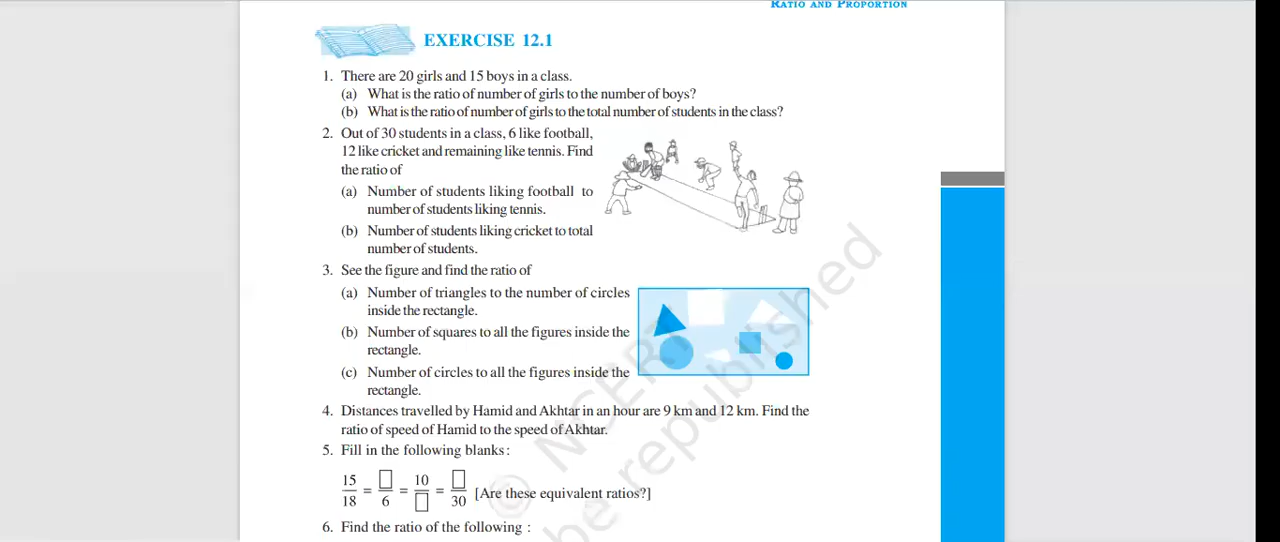 RATIO AND PROPORTION
EXERCISE 12.1
1. There are 20 girls and 15 boys in a class.
(a) What is the ratio of number of girls to the number of boys?
(b) What is the ratio of number of girls to the total number of students in the class?
2. Out of 30 students in a class, 6 like football,
12 like cricket and remaining like tennis. Find
the ratio of
(a) Number of students liking football to
number of students liking tennis.
(b) Number of students liking cricket to total
number of students.
3. See the figure and find the ratio of
(a) Number of triangles to the number of circles
inside the rectangle.
(b) Number of squares to all the figures inside the
rectangle.
(c) Number of circles to all the figures inside the
rectangle.
4. Distances travelled by Hamid and Akhtar in an hour are 9 km and 12 km. Find the
ratio of speed of Hamid to the speed of Akhtar.
5. Fill in the following blanks:
15/18 = □/6 = 10/□ = □/30 [Are these equivalent ratios?]
6. Find the ratio of the following :
© NCERT
be republished